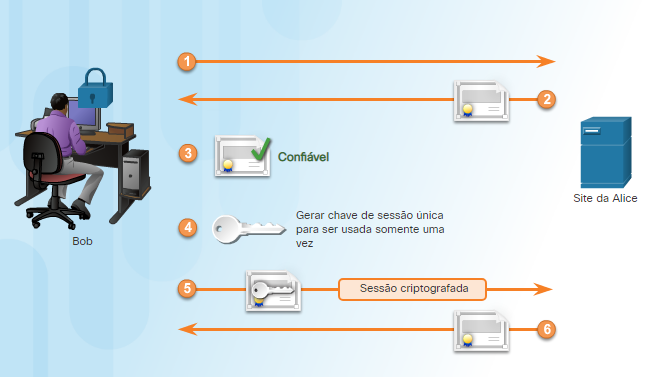 1
2
3
Confiável
Site da Alice
Bob
4
Gerar chave de sessão única
para ser usada somente uma
vez
5
Sessão criptografada
6